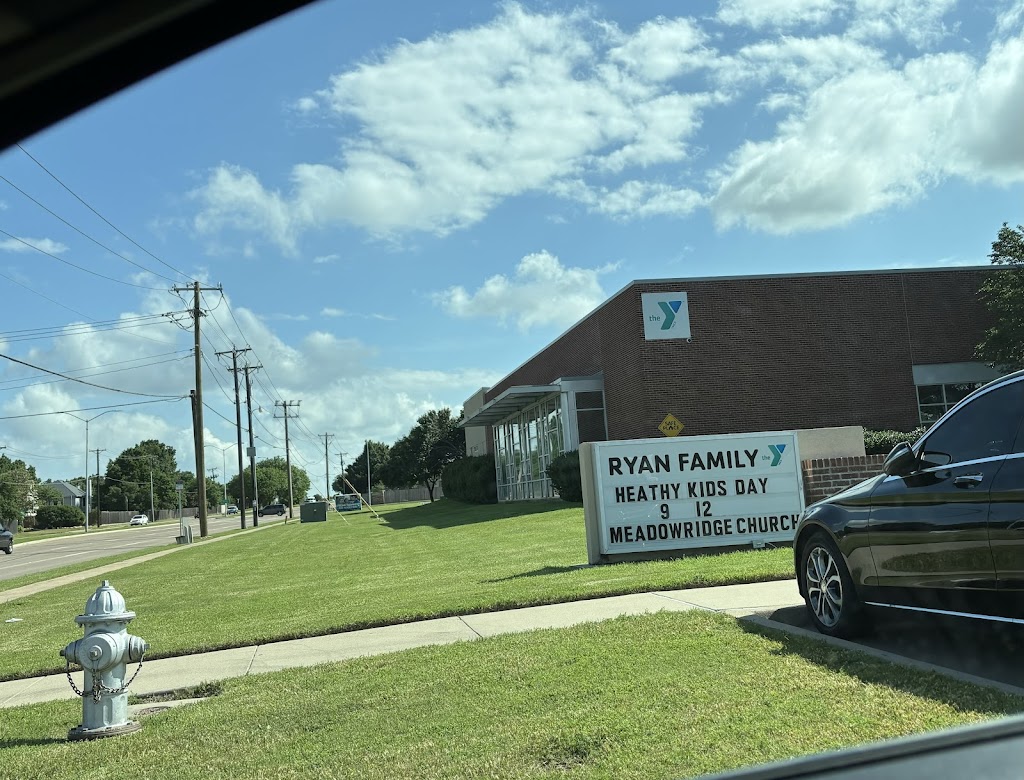 the Y
RYAN FAMILY the Y
HEATHY KIDS DAY
9 12
MEADOWRIDGE CHURCH